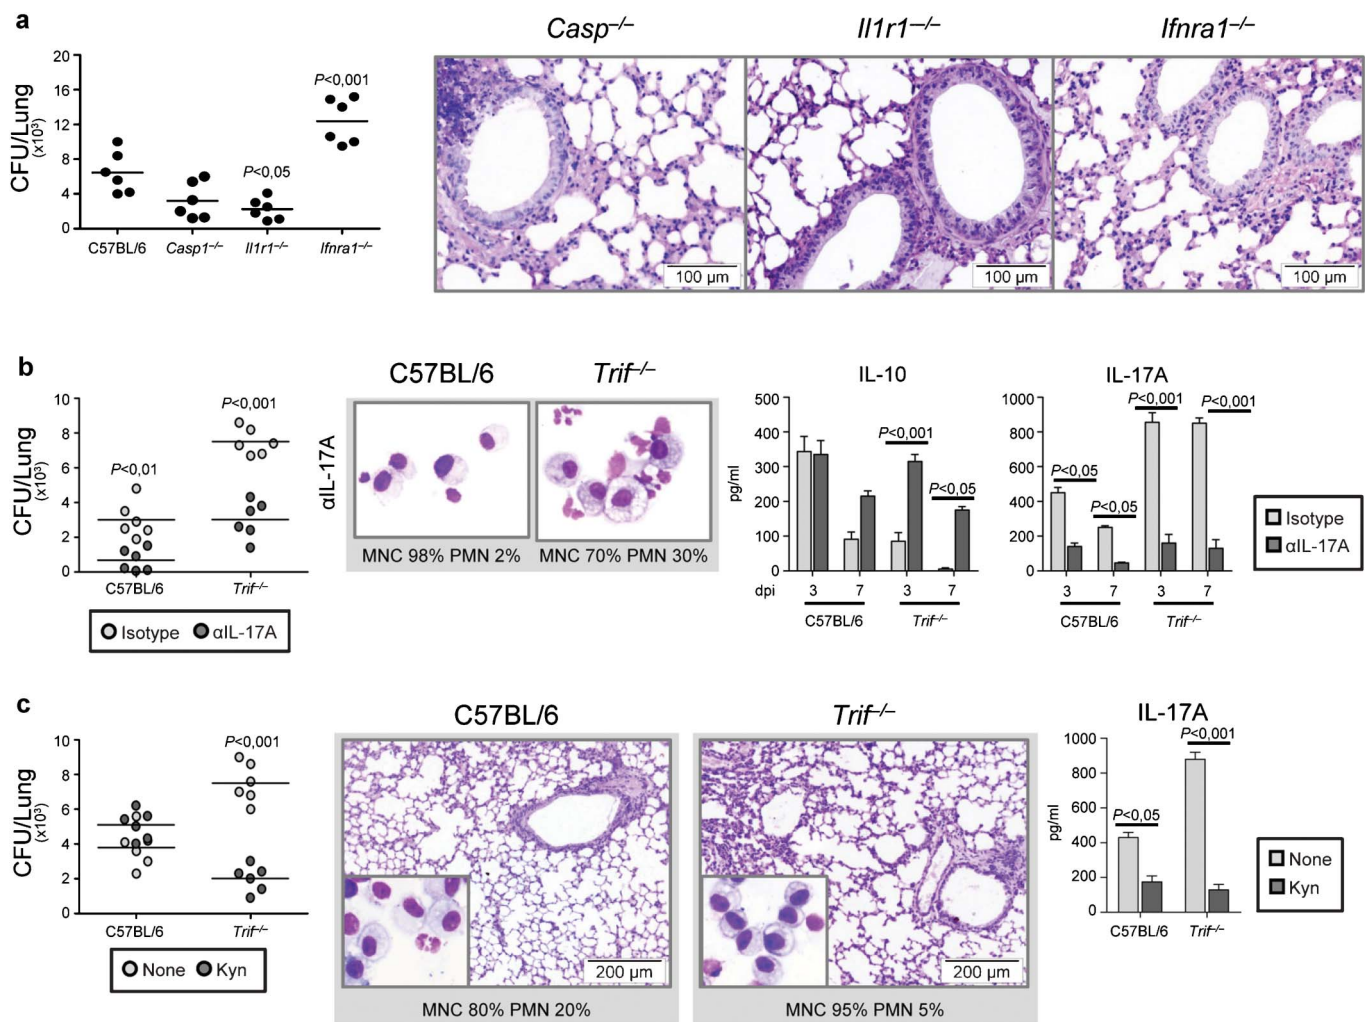 a
Casp–/–
Il1r1–/–
Ifnra1–/–
CFU/Lung
(x10³)
20
16
12
8
4
0
P<0,05
P<0,001
C57BL/6
Casp1–/–
Il1r1–/–
Ifnra1–/–
100 µm
100 µm
100 µm
b
CFU/Lung
(x10³)
10
8
6
4
2
0
P<0,01
P<0,001
C57BL/6
Trif–/–
Isotype
αIL-17A
C57BL/6
Trif–/–
αIL-17A
MNC 98% PMN 2%
MNC 70% PMN 30%
IL-10
pg/ml
500
400
300
200
100
0
P<0,001
P<0,05
dpi
3
7
3
7
C57BL/6
Trif–/–
IL-17A
1000
800
600
400
200
0
P<0,05
P<0,05
P<0,001
P<0,001
3
7
3
7
C57BL/6
Trif–/–
Isotype
αIL-17A
c
CFU/Lung
(x10³)
10
8
6
4
2
0
P<0,001
C57BL/6
Trif–/–
None
Kyn
C57BL/6
Trif–/–
200 µm
200 µm
MNC 80% PMN 20%
MNC 95% PMN 5%
IL-17A
pg/ml
1000
800
600
400
200
0
P<0,05
P<0,001
C57BL/6
Trif–/–
None
Kyn